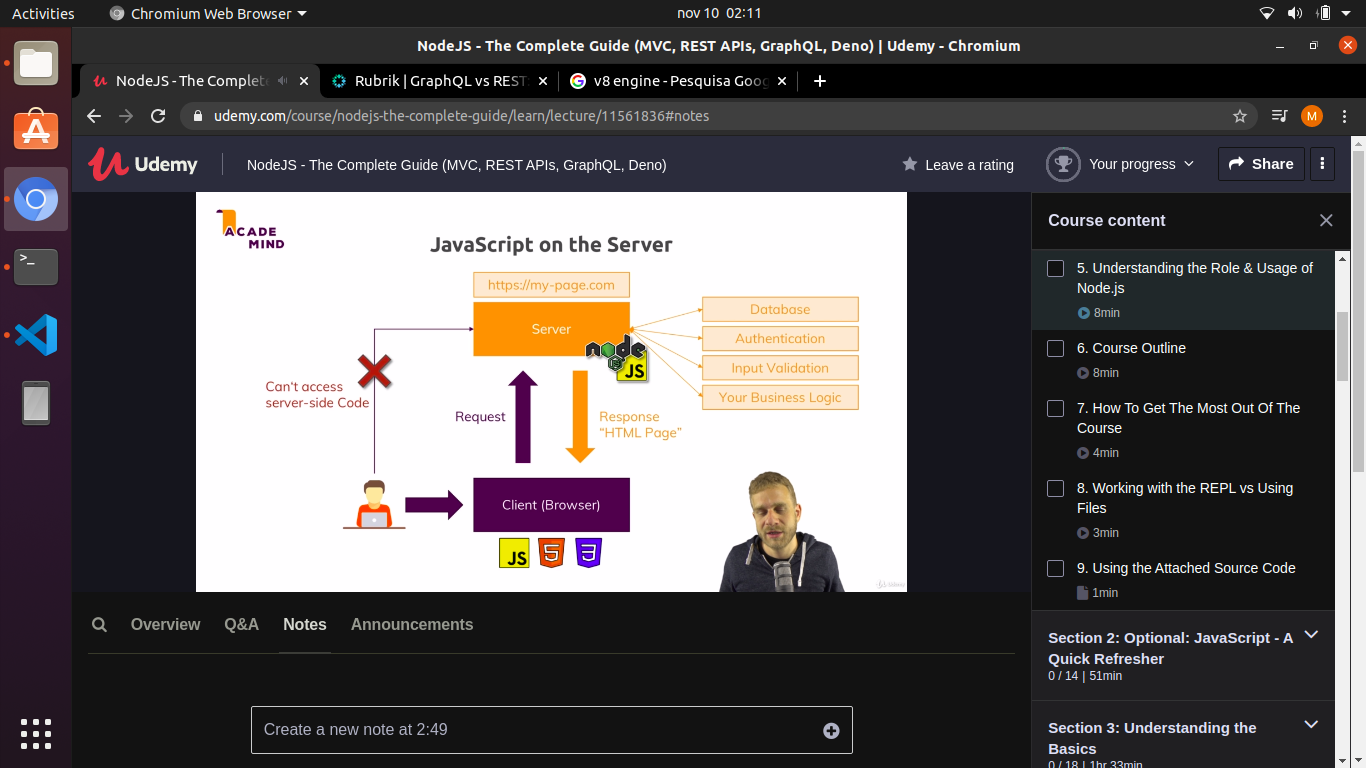 Activities
Chromium Web Browser
nov 10 02:11
NodeJS - The Complete Guide (MVC, REST APIs, GraphQL, Deno) | Udemy - Chromium
NodeJS - The Complete
Rubrik | GraphQL vs REST
v8 engine - Pesquisa Goog
udemy.com/course/nodejs-the-complete-guide/learn/lecture/11561836#notes
M
Udemy
NodeJS - The Complete Guide (MVC, REST APIs, GraphQL, Deno)
Leave a rating
Your progress
Share
ACADE
MIND
JavaScript on the Server
https://my-page.com
Server
node
JS
JS
Database
Authentication
Input Validation
Your Business Logic
Can't access
server-side Code
Request
Response
"HTML Page"
Client (Browser)
JS
5
3
Udemy
Course content
5. Understanding the Role & Usage of
Node.js
8min
6. Course Outline
8min
7. How To Get The Most Out Of The
Course
4min
8. Working with the REPL vs Using
Files
3min
9. Using the Attached Source Code
1min
Section 2: Optional: JavaScript - A
Quick Refresher
0 / 14 | 51min
Section 3: Understanding the
Basics
0 / 18 | 1hr 33min
Overview
Q&A
Notes
Announcements
Create a new note at 2:49